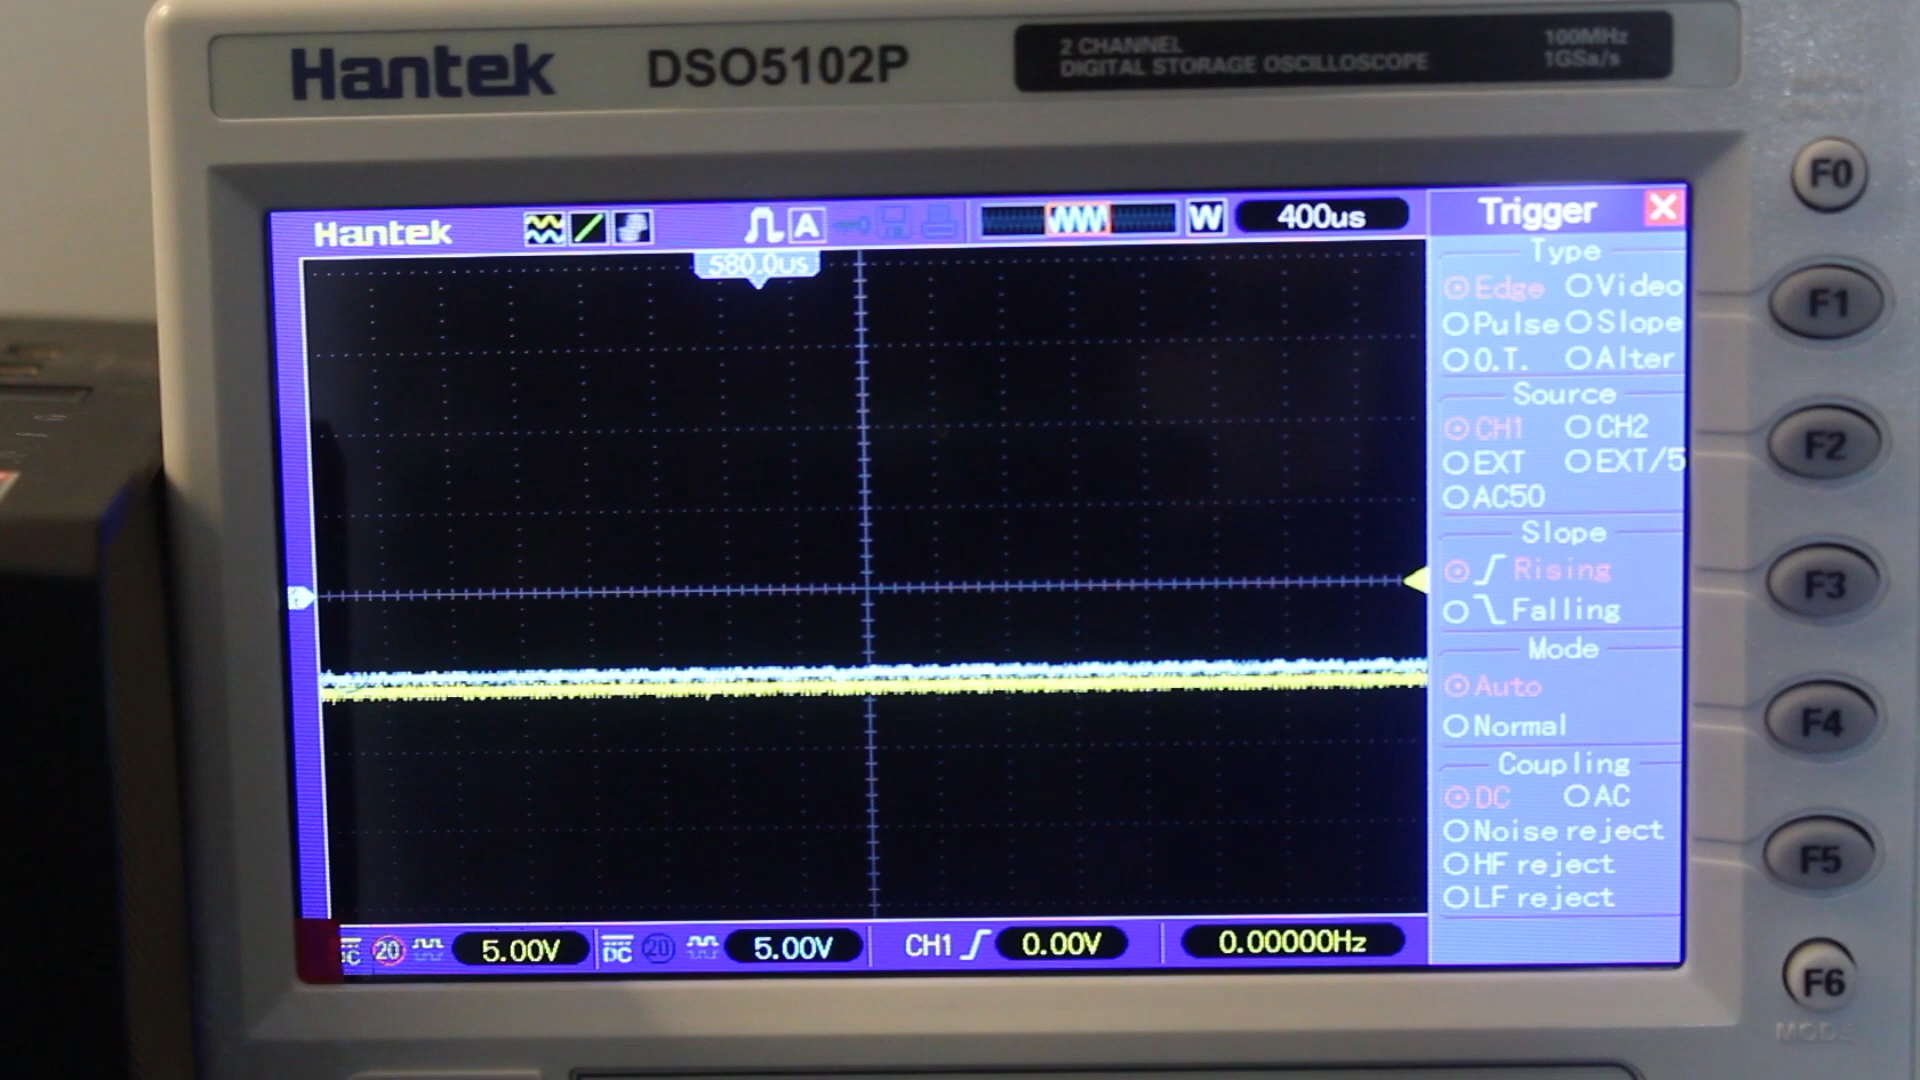 Hantek DSO5102P
2 CHANNEL 100MHz
DIGITAL STORAGE OSCILLOSCOPE 1GSa/s
Hantek A W 400us
580.0us
Trigger X
Type
Edge Video
Pulse Slope
O.T. Alter
Source
CH1 CH2
EXT EXT/5
AC50
Slope
Rising
Falling
Mode
Auto
Normal
Coupling
DC AC
Noise reject
HF reject
LF reject
20 5.00V DC 20 5.00V CH1 0.00V 0.00000Hz
F0
F1
F2
F3
F4
F5
F6